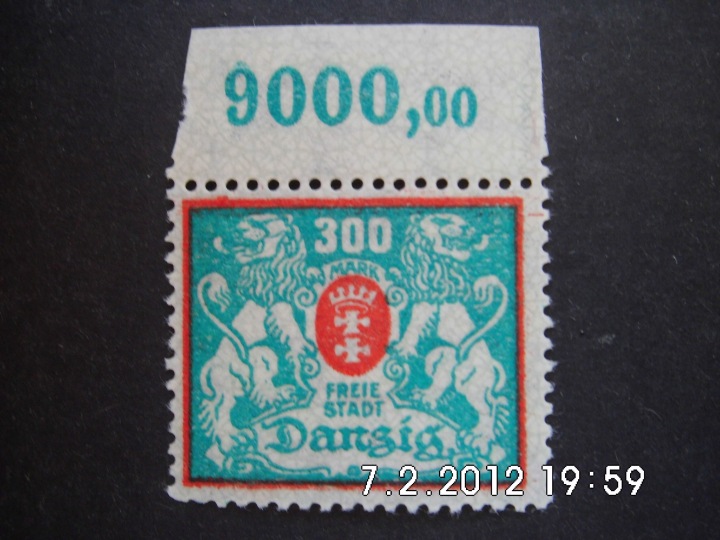 9000,00
300
MARK
FREIE
STADT
Danzig
7.2.2012 19:59